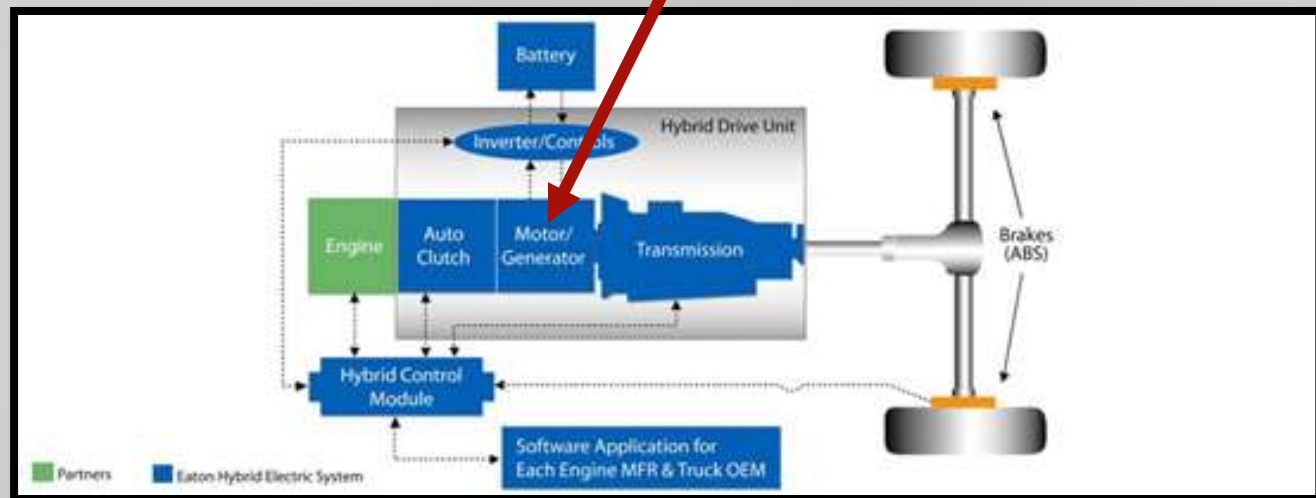 Battery
Hybrid Drive Unit
Inverter/Controls
Engine
Auto
Clutch
Motor/
Generator
Transmission
Brakes
(ABS)
Hybrid Control
Module
Software Application for
Each Engine MFR & Truck OEM
Partners
Eaton Hybrid Electric System